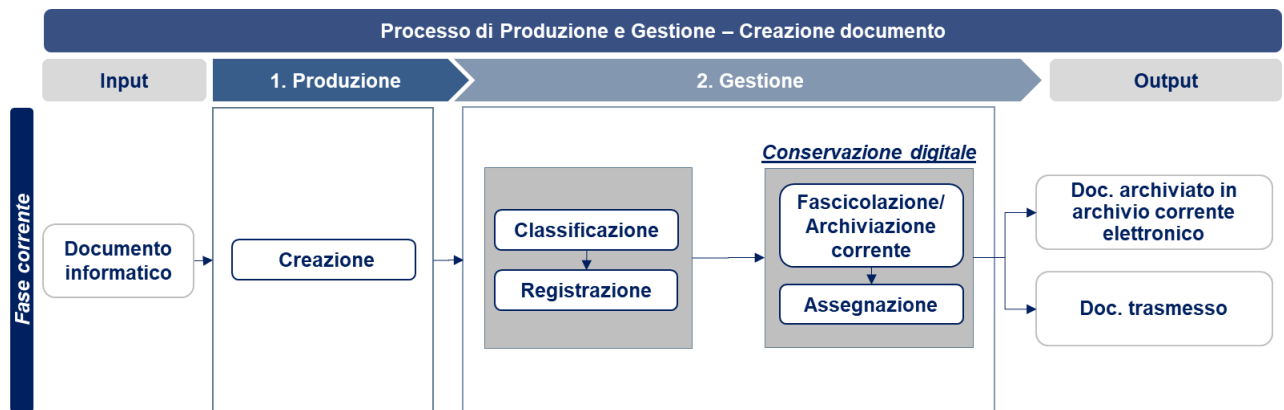 Processo di Produzione e Gestione – Creazione documento
Input
1. Produzione
2. Gestione
Output
Fase corrente
Documento
informatico
Creazione
Classificazione
Registrazione
Conservazione digitale
Fascicolazione/
Archiviazione
corrente
Assegnazione
Doc. archiviato in
archivio corrente
elettronico
Doc. trasmesso